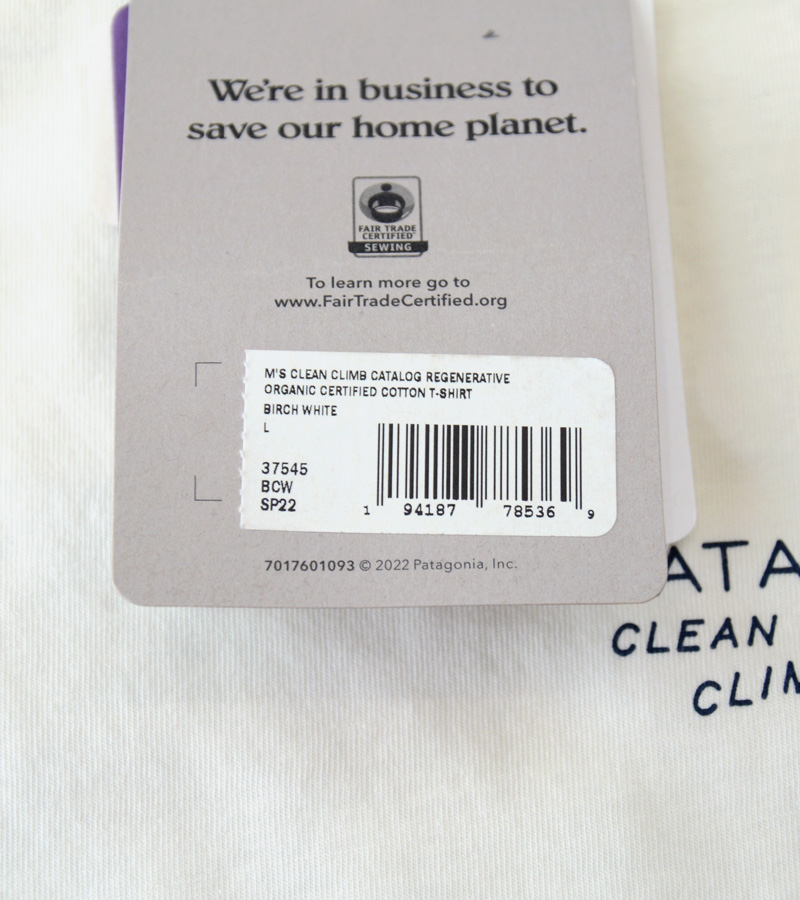 We're in business to
save our home planet.
FAIR TRADE
CERTIFIED
SEWING
To learn more go to
www.FairTradeCertified.org
M'S CLEAN CLIMB CATALOG REGENERATIVE
ORGANIC CERTIFIED COTTON T-SHIRT
BIRCH WHITE
L
37545
BCW
SP22
1 94187 78536 9
7017601093 © 2022 Patagonia, Inc.
ATA
CLEAN
CLIM